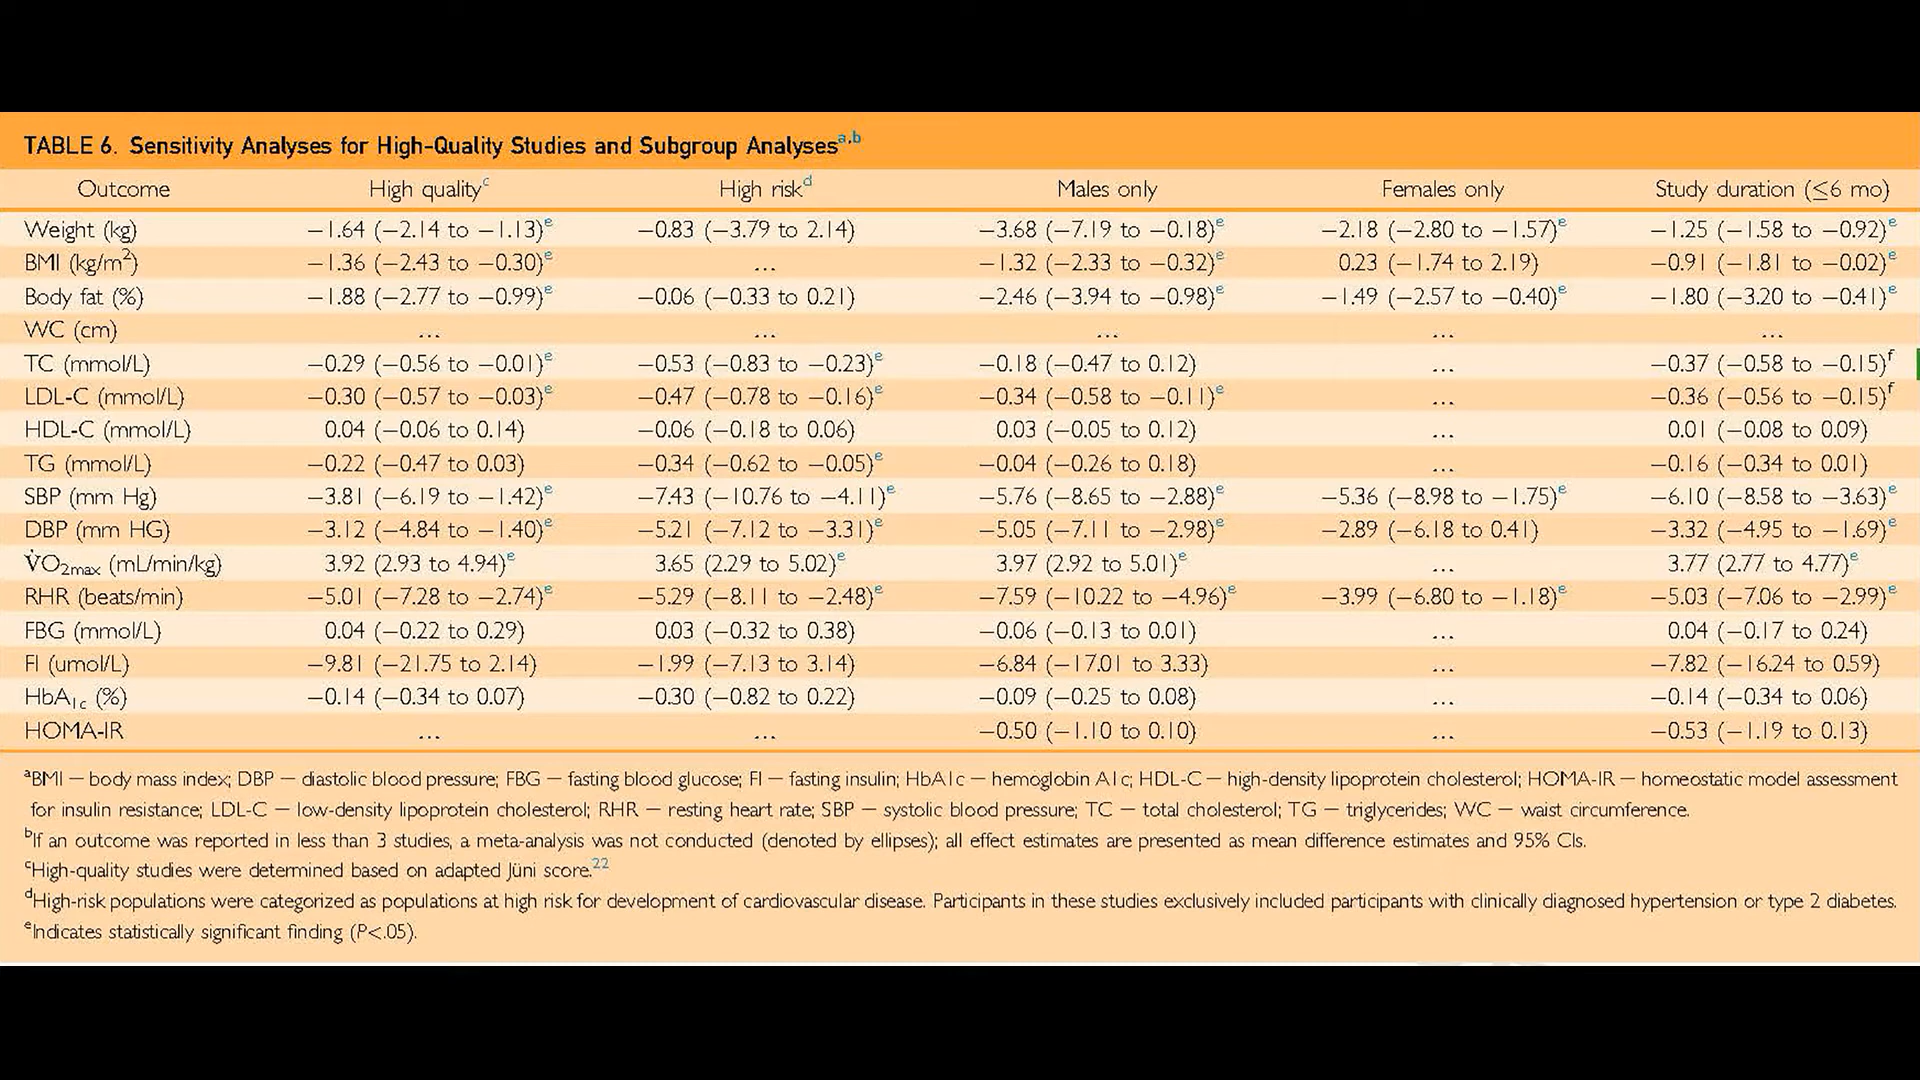 TABLE 6. Sensitivity Analyses for High-Quality Studies and Subgroup Analysesa,b
Outcome High qualityc High riskd Males only Females only Study duration (≤6 mo)
Weight (kg) −1.64 (−2.14 to −1.13)e −0.83 (−3.79 to 2.14) −3.68 (−7.19 to −0.18)e −2.18 (−2.80 to −1.57)e −1.25 (−1.58 to −0.92)e
BMI (kg/m2) −1.36 (−2.43 to −0.30)e ... −1.32 (−2.33 to −0.32)e 0.23 (−1.74 to 2.19) −0.91 (−1.81 to −0.02)e
Body fat (%) −1.88 (−2.77 to −0.99)e −0.06 (−0.33 to 0.21) −2.46 (−3.94 to −0.98)e −1.49 (−2.57 to −0.40)e −1.80 (−3.20 to −0.41)e
WC (cm) ... ... ... ... ...
TC (mmol/L) −0.29 (−0.56 to −0.01)e −0.53 (−0.83 to −0.23)e −0.18 (−0.47 to 0.12) ... −0.37 (−0.58 to −0.15)f
LDL-C (mmol/L) −0.30 (−0.57 to −0.03)e −0.47 (−0.78 to −0.16)e −0.34 (−0.58 to −0.11)e ... −0.36 (−0.56 to −0.15)f
HDL-C (mmol/L) 0.04 (−0.06 to 0.14) −0.06 (−0.18 to 0.06) 0.03 (−0.05 to 0.12) ... 0.01 (−0.08 to 0.09)
TG (mmol/L) −0.22 (−0.47 to 0.03) −0.34 (−0.62 to −0.05)e −0.04 (−0.26 to 0.18) ... −0.16 (−0.34 to 0.01)
SBP (mm Hg) −3.81 (−6.19 to −1.42)e −7.43 (−10.76 to −4.11)e −5.76 (−8.65 to −2.88)e −5.36 (−8.98 to −1.75)e −6.10 (−8.58 to −3.63)e
DBP (mm HG) −3.12 (−4.84 to −1.40)e −5.21 (−7.12 to −3.31)e −5.05 (−7.11 to −2.98)e −2.89 (−6.18 to 0.41) −3.32 (−4.95 to −1.69)e
V̇O2max (mL/min/kg) 3.92 (2.93 to 4.94)e 3.65 (2.29 to 5.02)e 3.97 (2.92 to 5.01)e ... 3.77 (2.77 to 4.77)e
RHR (beats/min) −5.01 (−7.28 to −2.74)e −5.29 (−8.11 to −2.48)e −7.59 (−10.22 to −4.96)e −3.99 (−6.80 to −1.18)e −5.03 (−7.06 to −2.99)e
FBG (mmol/L) 0.04 (−0.22 to 0.29) 0.03 (−0.32 to 0.38) −0.06 (−0.13 to 0.01) ... 0.04 (−0.17 to 0.24)
FI (umol/L) −9.81 (−21.75 to 2.14) −1.99 (−7.13 to 3.14) −6.84 (−17.01 to 3.33) ... −7.82 (−16.24 to 0.59)
HbA1c (%) −0.14 (−0.34 to 0.07) −0.30 (−0.82 to 0.22) −0.09 (−0.25 to 0.08) ... −0.14 (−0.34 to 0.06)
HOMA-IR ... ... −0.50 (−1.10 to 0.10) ... −0.53 (−1.19 to 0.13)
aBMI — body mass index; DBP — diastolic blood pressure; FBG — fasting blood glucose; FI — fasting insulin; HbA1c — hemoglobin A1c; HDL-C — high-density lipoprotein cholesterol; HOMA-IR — homeostatic model assessment
for insulin resistance; LDL-C — low-density lipoprotein cholesterol; RHR — resting heart rate; SBP — systolic blood pressure; TC — total cholesterol; TG — triglycerides; WC — waist circumference.
bIf an outcome was reported in less than 3 studies, a meta-analysis was not conducted (denoted by ellipses); all effect estimates are presented as mean difference estimates and 95% CIs.
cHigh-quality studies were determined based on adapted Jüni score.22
dHigh-risk populations were categorized as populations at high risk for development of cardiovascular disease. Participants in these studies exclusively included participants with clinically diagnosed hypertension or type 2 diabetes.
eIndicates statistically significant finding (P<.05).